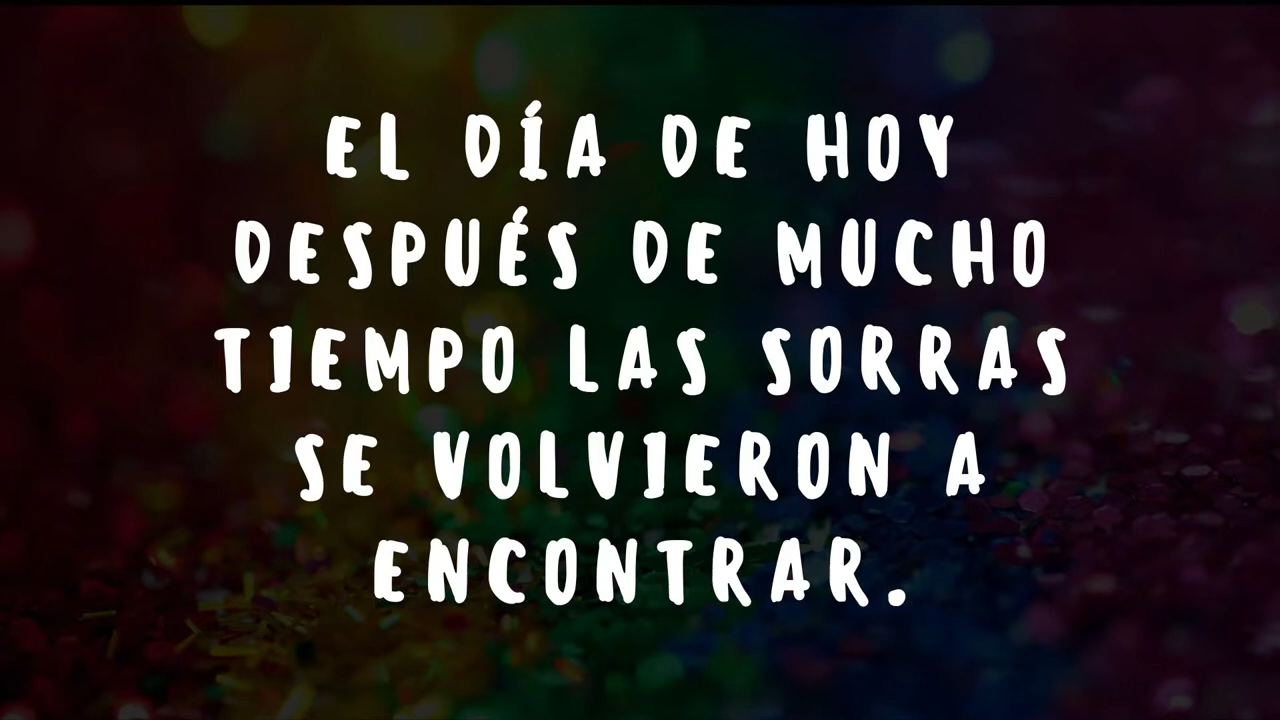 EL DÍA DE HOY
DESPUÉS DE MUCHO
TIEMPO LAS SORRAS
SE VOLVIERON A
ENCONTRAR.